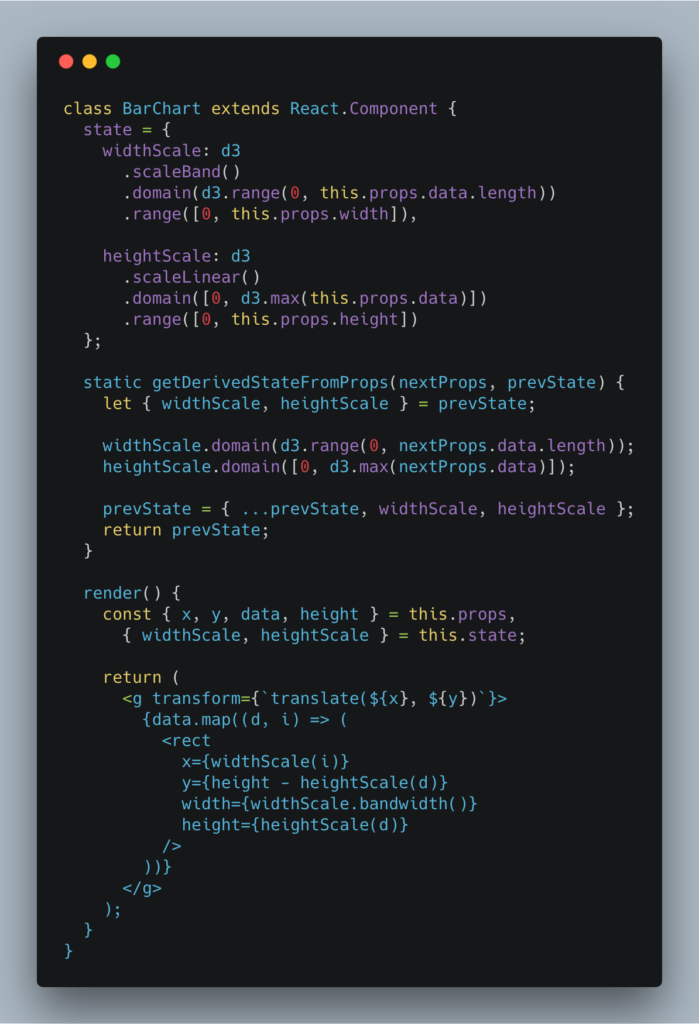 class BarChart extends React.Component {
  state = {
    widthScale: d3
      .scaleBand()
      .domain(d3.range(0, this.props.data.length))
      .range([0, this.props.width]),

    heightScale: d3
      .scaleLinear()
      .domain([0, d3.max(this.props.data)])
      .range([0, this.props.height])
  };

  static getDerivedStateFromProps(nextProps, prevState) {
    let { widthScale, heightScale } = prevState;

    widthScale.domain(d3.range(0, nextProps.data.length));
    heightScale.domain([0, d3.max(nextProps.data)]);

    prevState = { ...prevState, widthScale, heightScale };
    return prevState;
  }

  render() {
    const { x, y, data, height } = this.props,
      { widthScale, heightScale } = this.state;

    return (
      <g transform={`translate(${x}, ${y})`}>
        {data.map((d, i) => (
          <rect
            x={widthScale(i)}
            y={height - heightScale(d)}
            width={widthScale.bandwidth()}
            height={heightScale(d)}
          />
        ))}
      </g>
    );
  }
}